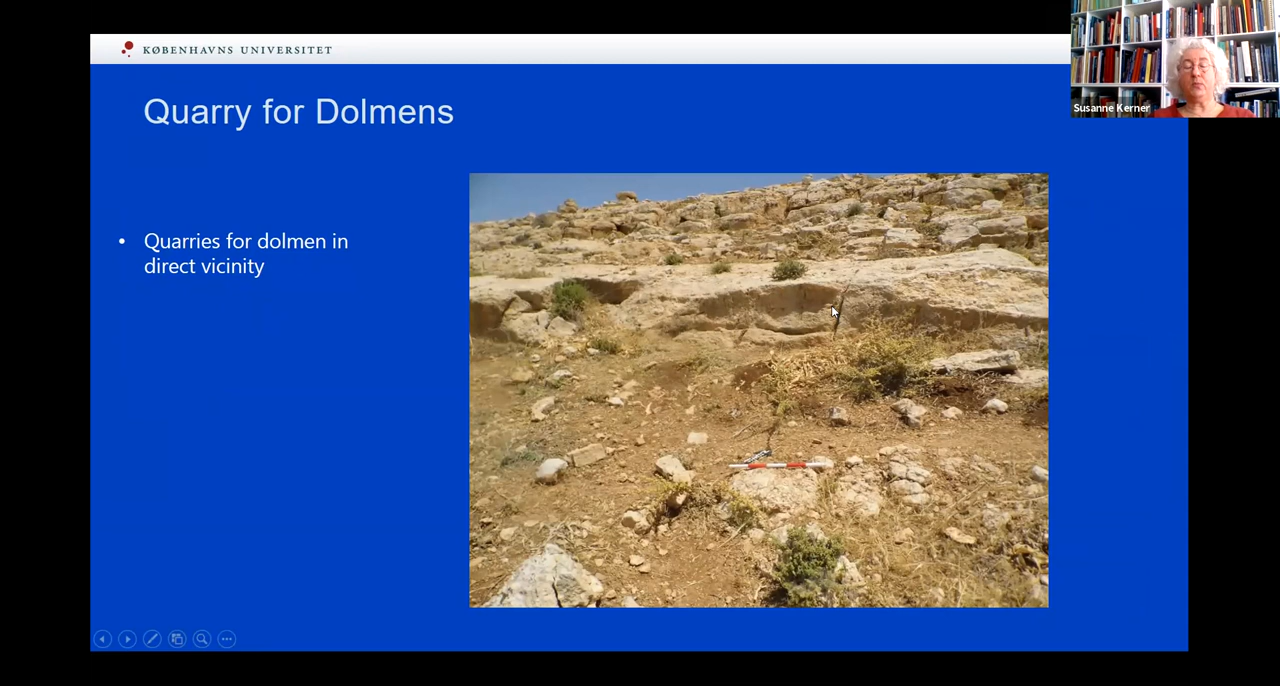 KØBENHAVNS UNIVERSITET
Susanne Kerner
Quarry for Dolmens
• Quarries for dolmen in
direct vicinity